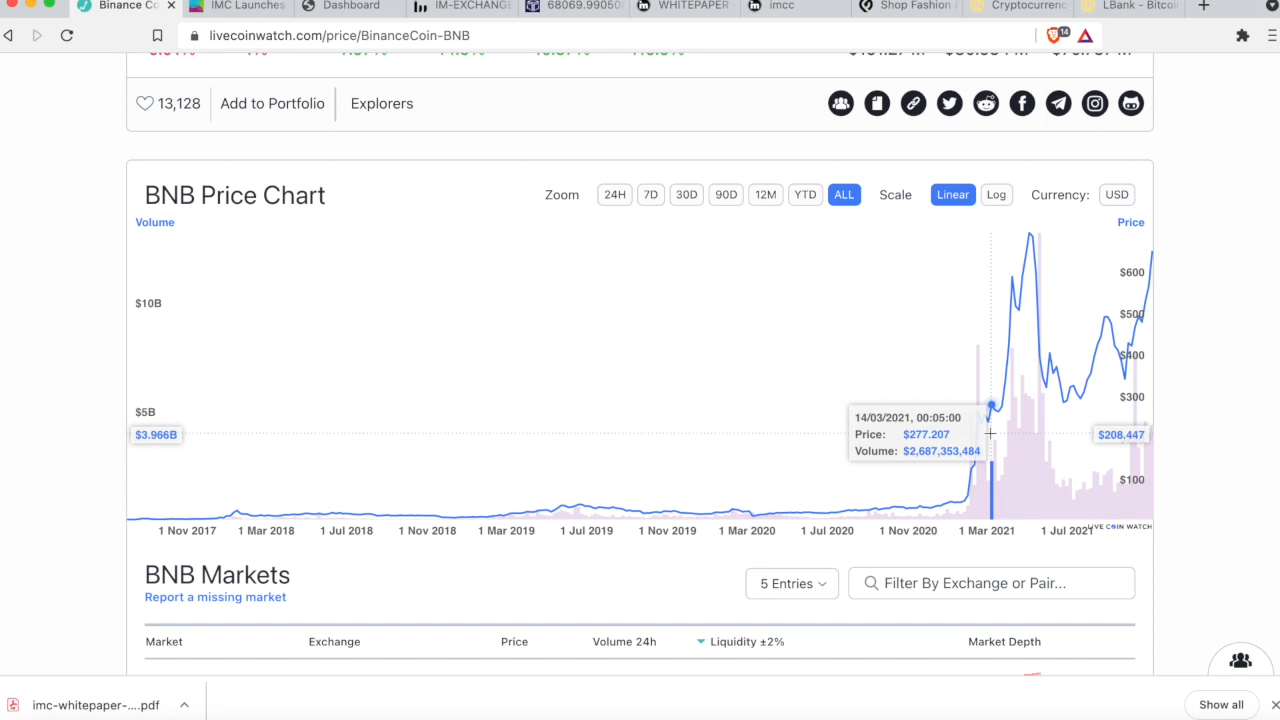 Binance Co
IMC Launches
Dashboard
IM-EXCHANGE
68069.99050
WHITEPAPER -
imcc
Shop Fashion
Cryptocurrenc
LBank - Bitcoi
livecoinwatch.com/price/BinanceCoin-BNB
14
13,128
Add to Portfolio
Explorers
BNB Price Chart
Zoom 24H 7D 30D 90D 12M YTD ALL Scale Linear Log Currency: USD
Volume
Price
$600
$10B
$500
$400
$300
$5B
$3.966B
14/03/2021, 00:05:00
Price: $277.207
Volume: $2,687,353,484
$208.447
$100
1 Nov 2017 1 Mar 2018 1 Jul 2018 1 Nov 2018 1 Mar 2019 1 Jul 2019 1 Nov 2019 1 Mar 2020 1 Jul 2020 1 Nov 2020 1 Mar 2021 1 Jul 2021
LIVE COIN WATCH
BNB Markets
Report a missing market
5 Entries
Filter By Exchange or Pair...
Market Exchange Price Volume 24h Liquidity ±2% Market Depth
imc-whitepaper-....pdf
Show all